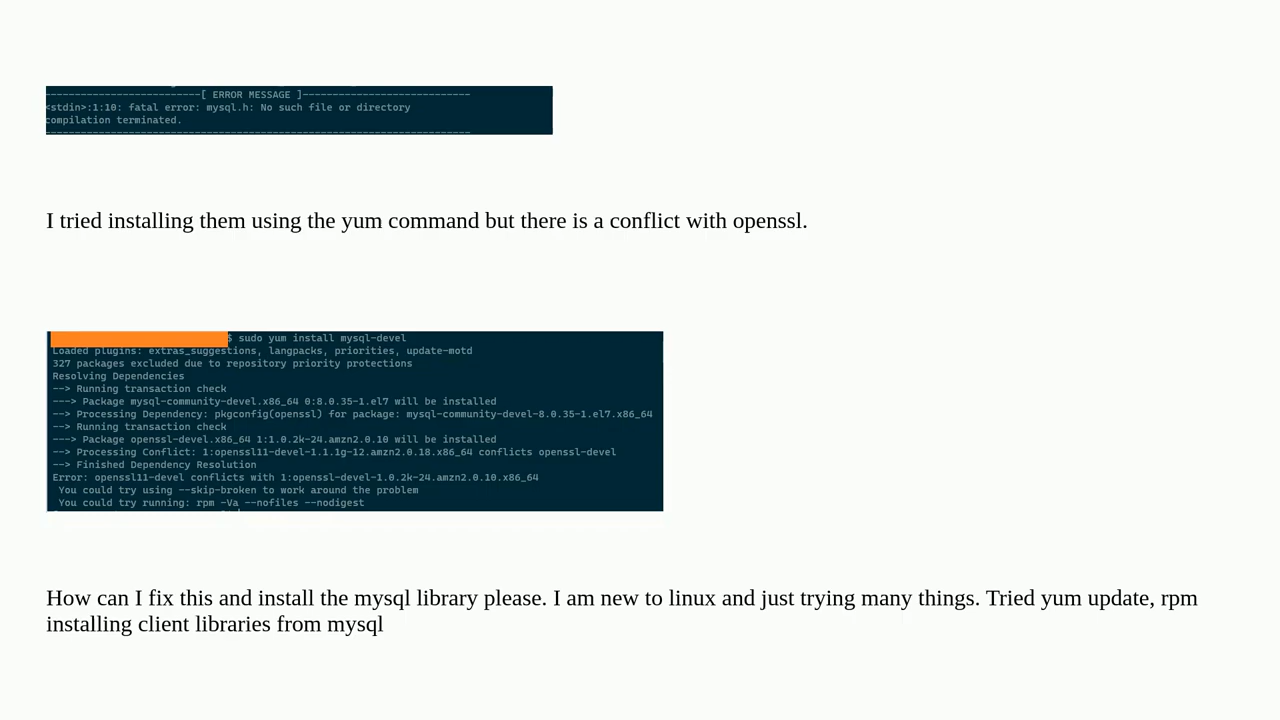 -------------------------[ ERROR MESSAGE ]----------------------------
<stdin>:1:10: fatal error: mysql.h: No such file or directory
compilation terminated.
----------------------------------------------------------------------
I tried installing them using the yum command but there is a conflict with openssl.
$ sudo yum install mysql-devel
Loaded plugins: extras_suggestions, langpacks, priorities, update-motd
327 packages excluded due to repository priority protections
Resolving Dependencies
--> Running transaction check
---> Package mysql-community-devel.x86_64 0:8.0.35-1.el7 will be installed
--> Processing Dependency: pkgconfig(openssl) for package: mysql-community-devel-8.0.35-1.el7.x86_64
--> Running transaction check
---> Package openssl-devel.x86_64 1:1.0.2k-24.amzn2.0.10 will be installed
--> Processing Conflict: 1:openssl11-devel-1.1.1g-12.amzn2.0.18.x86_64 conflicts openssl-devel
--> Finished Dependency Resolution
Error: openssl11-devel conflicts with 1:openssl-devel-1.0.2k-24.amzn2.0.10.x86_64
 You could try using --skip-broken to work around the problem
 You could try running: rpm -Va --nofiles --nodigest
How can I fix this and install the mysql library please. I am new to linux and just trying many things. Tried yum update, rpm
installing client libraries from mysql